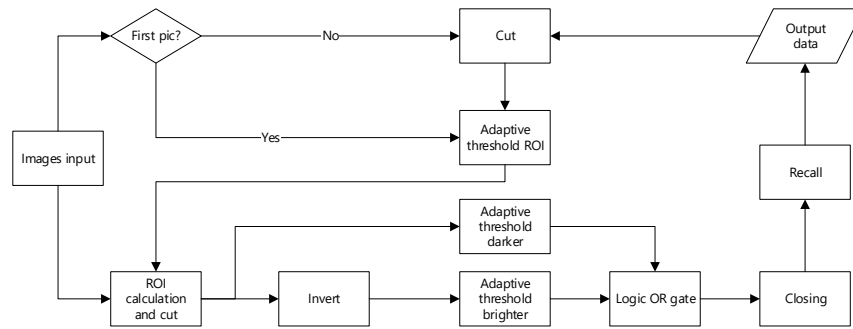 First pic?
No
Cut
Output
data
Yes
Adaptive
threshold ROI
Images input
Recall
Adaptive
threshold
darker
ROI
calculation
and cut
Invert
Adaptive
threshold
brighter
Logic OR gate
Closing